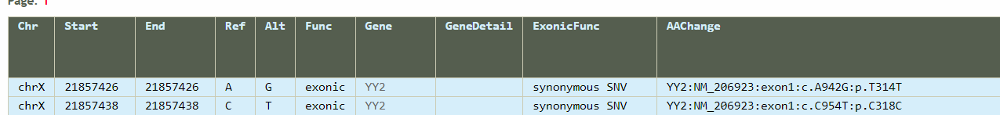 Page: 1
Chr Start End Ref Alt Func Gene GeneDetail ExonicFunc AAChange
chrX 21857426 21857426 A G exonic YY2 synonymous SNV YY2:NM_206923:exon1:c.A942G:p.T314T
chrX 21857438 21857438 C T exonic YY2 synonymous SNV YY2:NM_206923:exon1:c.C954T:p.C318C